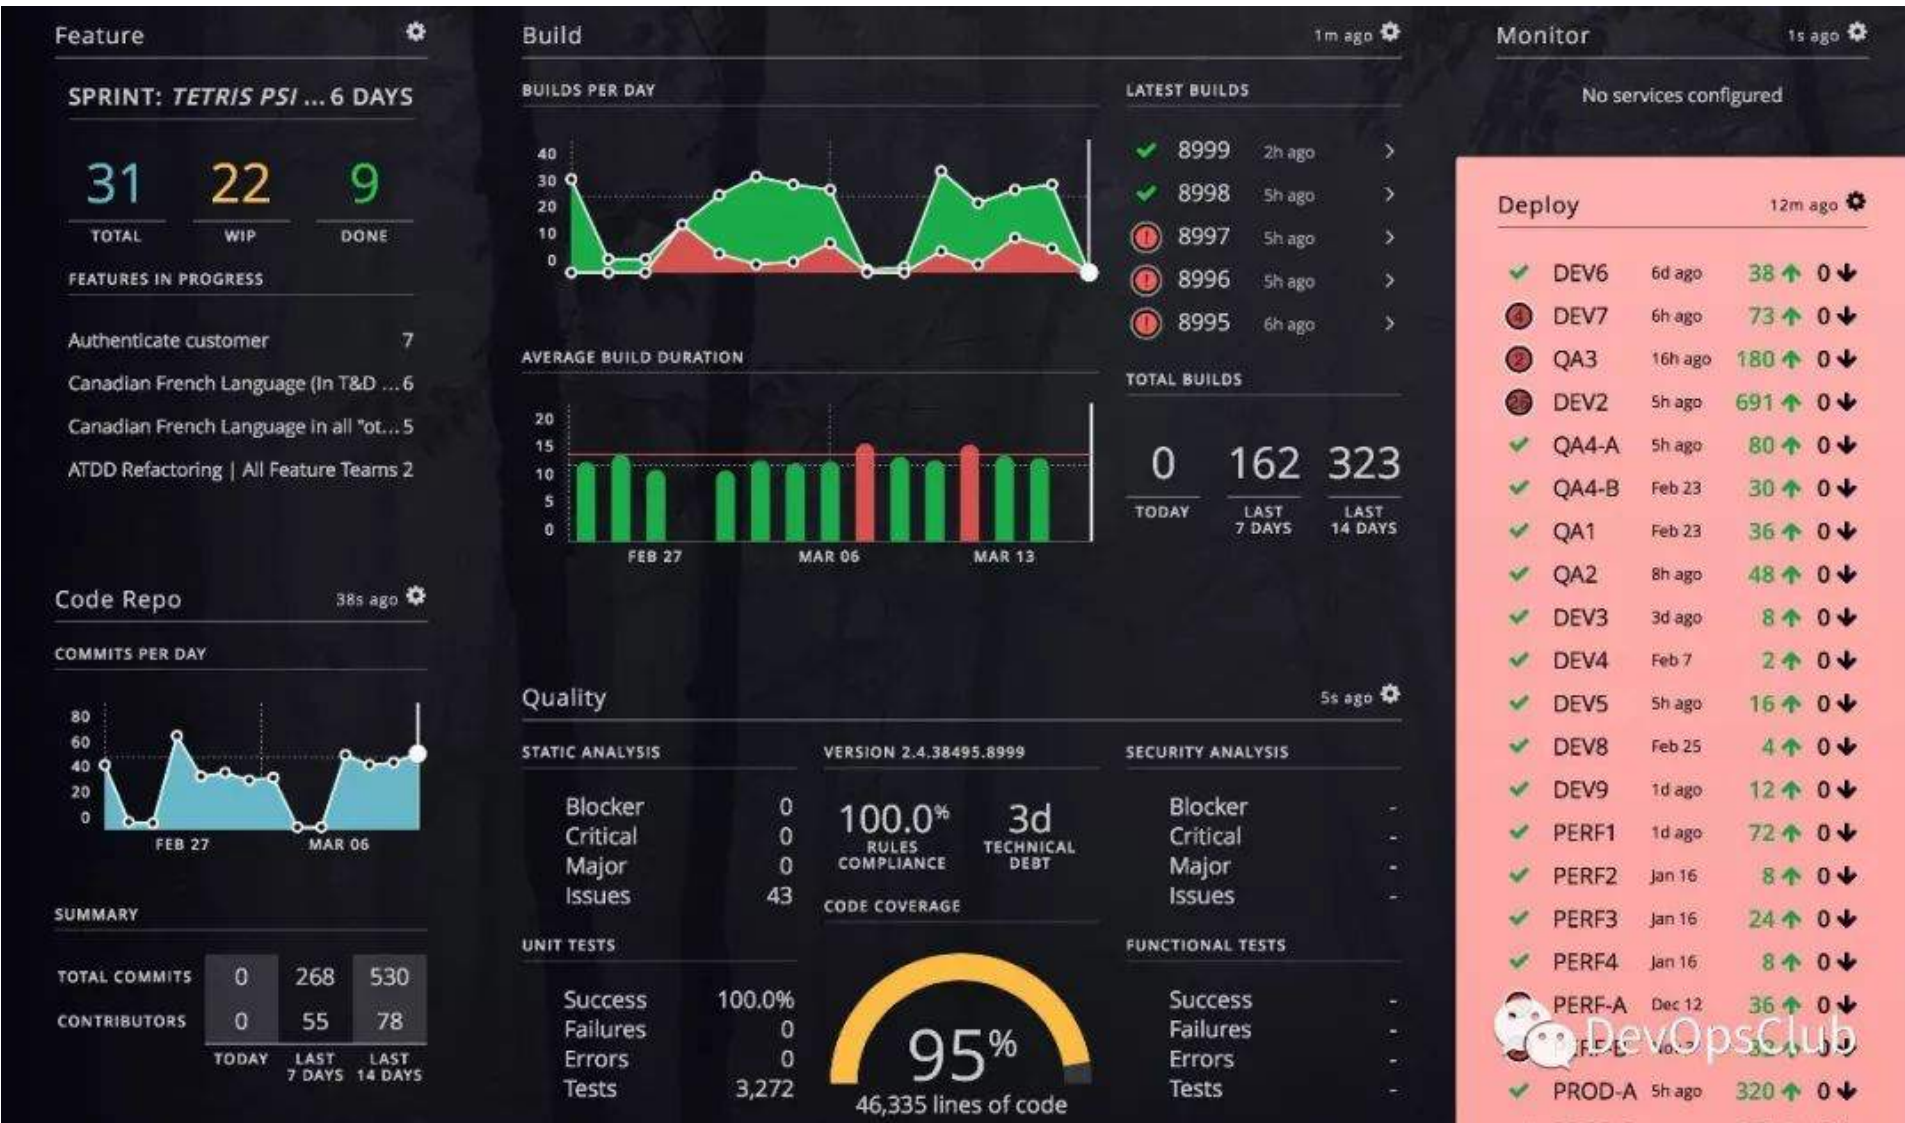 Feature
SPRINT: TETRIS PSI ... 6 DAYS
31 22 9
TOTAL WIP DONE
FEATURES IN PROGRESS
Authenticate customer 7
Canadian French Language (In T&D ... 6
Canadian French Language in all "ot... 5
ATDD Refactoring | All Feature Teams 2
Code Repo 38s ago
COMMITS PER DAY
80
60
40
20
0
FEB 27 MAR 06
SUMMARY
TOTAL COMMITS 0 268 530
CONTRIBUTORS 0 55 78
TODAY LAST 7 DAYS LAST 14 DAYS
Build 1m ago
BUILDS PER DAY
40
30
20
10
0
AVERAGE BUILD DURATION
20
15
10
5
0
FEB 27 MAR 06 MAR 13
LATEST BUILDS
8999 2h ago
8998 5h ago
8997 5h ago
8996 5h ago
8995 6h ago
TOTAL BUILDS
0 162 323
TODAY LAST 7 DAYS LAST 14 DAYS
Quality 5s ago
STATIC ANALYSIS
Blocker 0
Critical 0
Major 0
Issues 43
UNIT TESTS
Success 100.0%
Failures 0
Errors 0
Tests 3,272
VERSION 2.4.38495.8999
100.0% 3d
RULES COMPLIANCE TECHNICAL DEBT
CODE COVERAGE
95%
46,335 lines of code
SECURITY ANALYSIS
Blocker -
Critical -
Major -
Issues -
FUNCTIONAL TESTS
Success -
Failures -
Errors -
Tests -
Monitor 1s ago
No services configured
Deploy 12m ago
DEV6 6d ago 38 0
4 DEV7 6h ago 73 0
2 QA3 16h ago 180 0
DEV2 5h ago 691 0
QA4-A 5h ago 80 0
QA4-B Feb 23 30 0
QA1 Feb 23 36 0
QA2 8h ago 48 0
DEV3 3d ago 8 0
DEV4 Feb 7 2 0
DEV5 5h ago 16 0
DEV8 Feb 25 4 0
DEV9 1d ago 12 0
PERF1 1d ago 72 0
PERF2 Jan 16 8 0
PERF3 Jan 16 24 0
PERF4 Jan 16 8 0
PERF-A Dec 12 36 0
DevOpsClub
PROD-A 5h ago 320 0